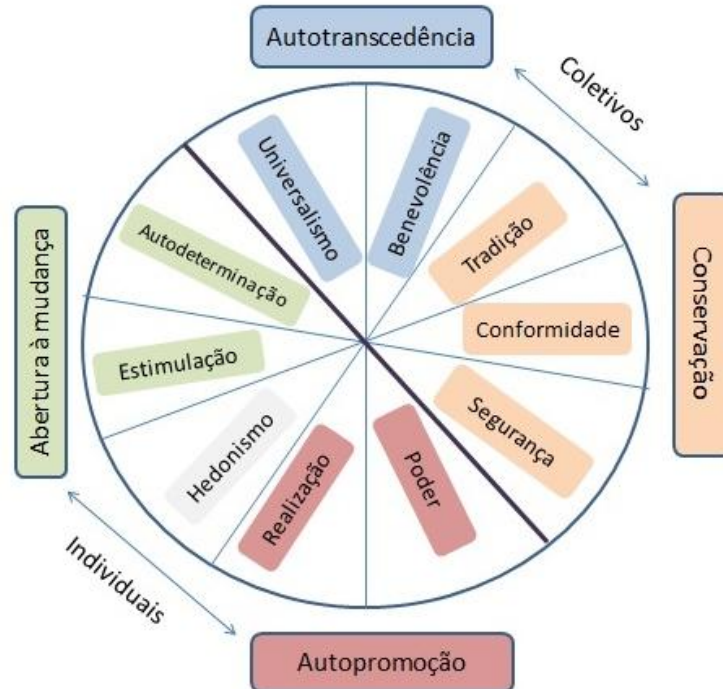 Autotranscedência
Coletivos
Universalismo
Benevolência
Tradição
Autodeterminação
Abertura à mudança
Conservação
Conformidade
Estimulação
Segurança
Hedonismo
Realização
Poder
Individuais
Autopromoção